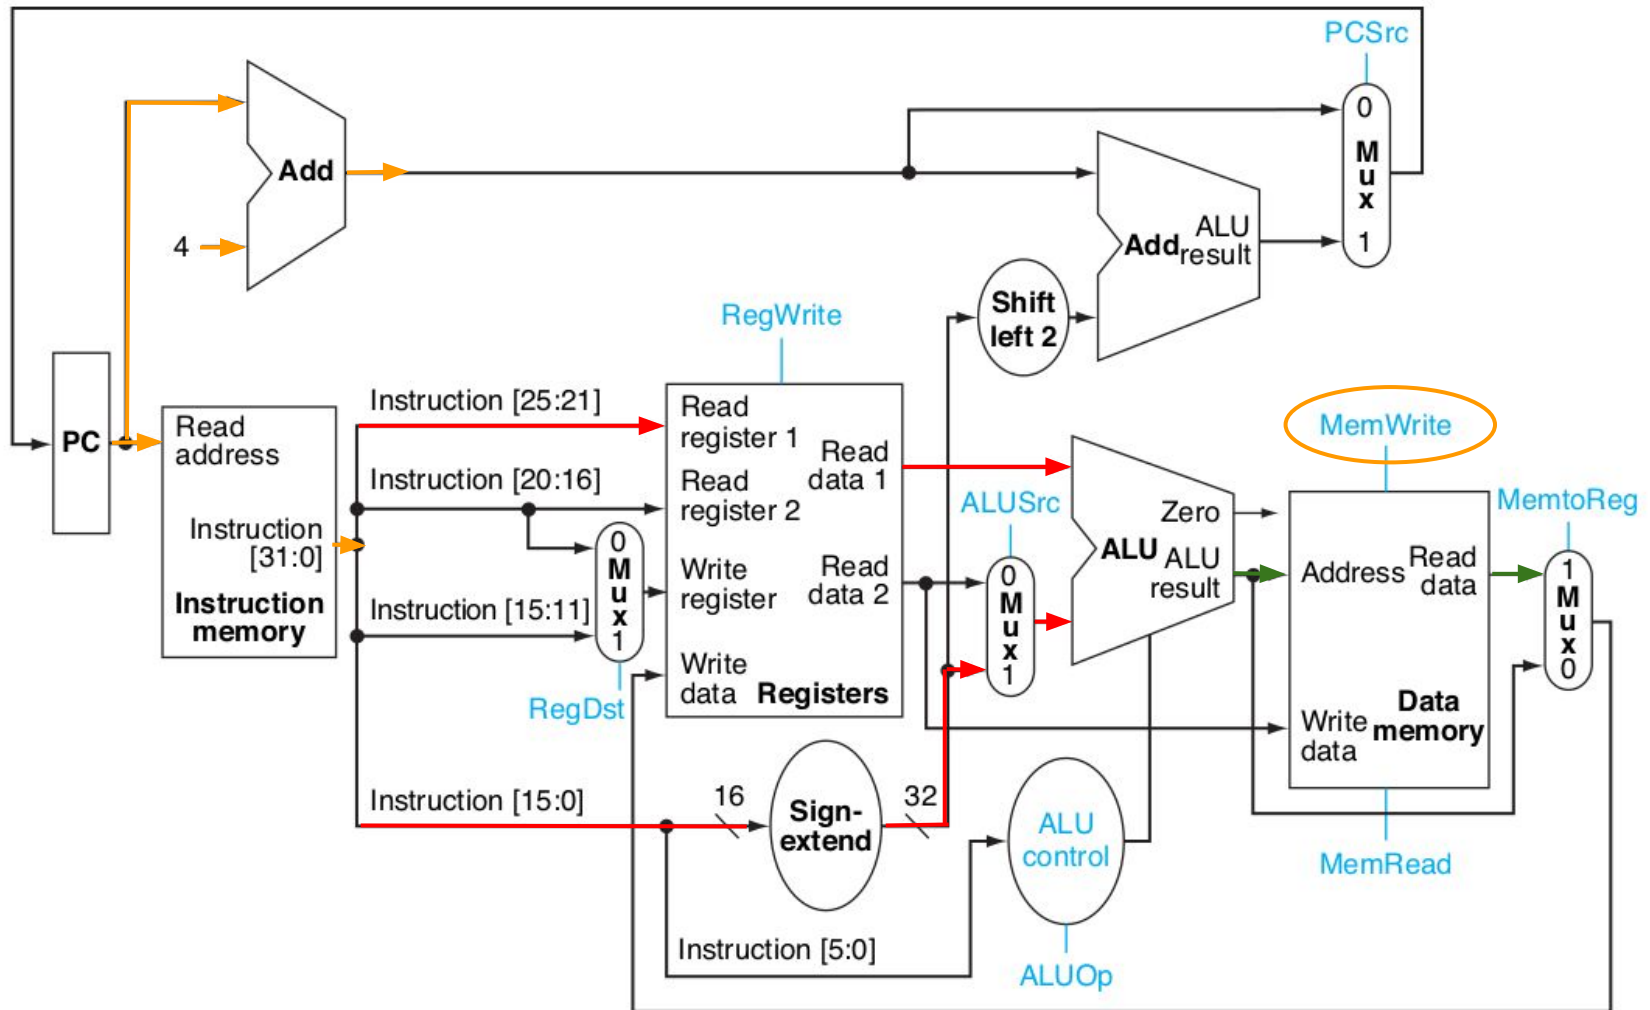 PCSrc
0
M
u
x
1
Add
4
Add
ALU
result
Shift
left 2
RegWrite
PC
Read
address
Instruction
[31:0]
Instruction
memory
Instruction [25:21]
Instruction [20:16]
Instruction [15:11]
Instruction [15:0]
0
M
u
x
1
RegDst
Read
register 1
Read
register 2
Write
register
Write
data
Read
data 1
Read
data 2
Registers
16
Sign-
extend
32
Instruction [5:0]
ALUSrc
0
M
u
x
1
ALU
Zero
ALU
result
ALU
control
ALUOp
MemWrite
Address
Read
data
Write
data
Data
memory
MemRead
MemtoReg
1
M
u
x
0